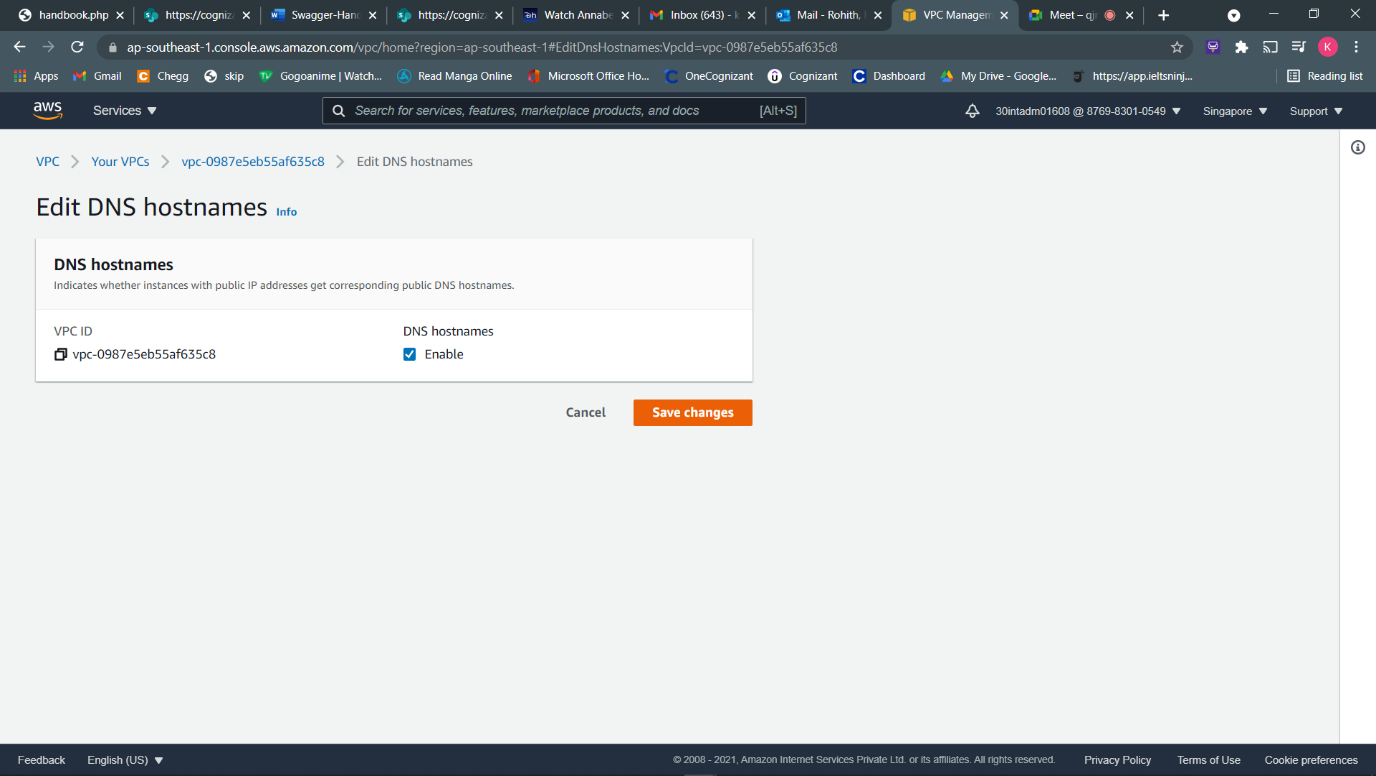 handbook.php
https://cogniz
Swagger-Han
https://cogniz
ah Watch Annabe
Inbox (643) - k
Mail - Rohith,
VPC Managem
Meet – qj
ap-southeast-1.console.aws.amazon.com/vpc/home?region=ap-southeast-1#EditDnsHostnames:VpcId=vpc-0987e5eb55af635c8
K
Apps
Gmail
Chegg
skip
Gogoanime | Watch...
Read Manga Online
Microsoft Office Ho...
OneCognizant
Cognizant
Dashboard
My Drive - Google...
https://app.ieltsninj...
Reading list
aws
Services
Search for services, features, marketplace products, and docs [Alt+S]
30intadm01608 @ 8769-8301-0549
Singapore
Support
VPC > Your VPCs > vpc-0987e5eb55af635c8 > Edit DNS hostnames
Edit DNS hostnames Info
DNS hostnames
Indicates whether instances with public IP addresses get corresponding public DNS hostnames.
VPC ID
vpc-0987e5eb55af635c8
DNS hostnames
Enable
Cancel
Save changes
Feedback
English (US)
© 2008 - 2021, Amazon Internet Services Private Ltd. or its affiliates. All rights reserved.
Privacy Policy
Terms of Use
Cookie preferences